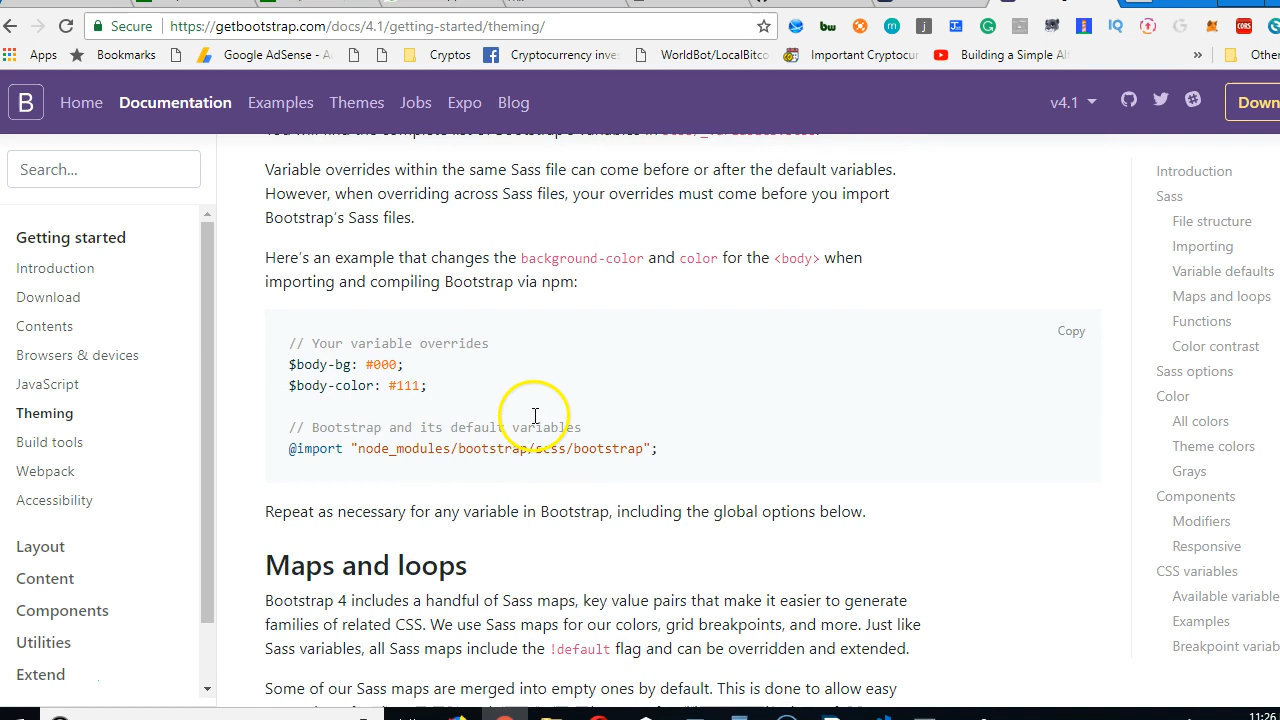 Secure
https://getbootstrap.com/docs/4.1/getting-started/theming/
bw
CORS
Apps
Bookmarks
Google AdSense - A
Cryptos
Cryptocurrency inve
WorldBot/LocalBitco
Important Cryptocur
Building a Simple Al
»
Other
B
Home
Documentation
Examples
Themes
Jobs
Expo
Blog
v4.1
Down
Search...
Getting started
Introduction
Download
Contents
Browsers & devices
JavaScript
Theming
Build tools
Webpack
Accessibility
Layout
Content
Components
Utilities
Extend
You will find the complete list of Bootstrap's variables in
Variable overrides within the same Sass file can come before or after the default variables.
However, when overriding across Sass files, your overrides must come before you import
Bootstrap's Sass files.
Here's an example that changes the background-color and color for the <body> when
importing and compiling Bootstrap via npm:
Copy
// Your variable overrides
$body-bg: #000;
$body-color: #111;
// Bootstrap and its default variables
@import "node_modules/bootstrap/scss/bootstrap";
Repeat as necessary for any variable in Bootstrap, including the global options below.
Maps and loops
Bootstrap 4 includes a handful of Sass maps, key value pairs that make it easier to generate
families of related CSS. We use Sass maps for our colors, grid breakpoints, and more. Just like
Sass variables, all Sass maps include the !default flag and can be overridden and extended.
Some of our Sass maps are merged into empty ones by default. This is done to allow easy
Introduction
Sass
File structure
Importing
Variable defaults
Maps and loops
Functions
Color contrast
Sass options
Color
All colors
Theme colors
Grays
Components
Modifiers
Responsive
CSS variables
Available variable
Examples
Breakpoint variab
11:26